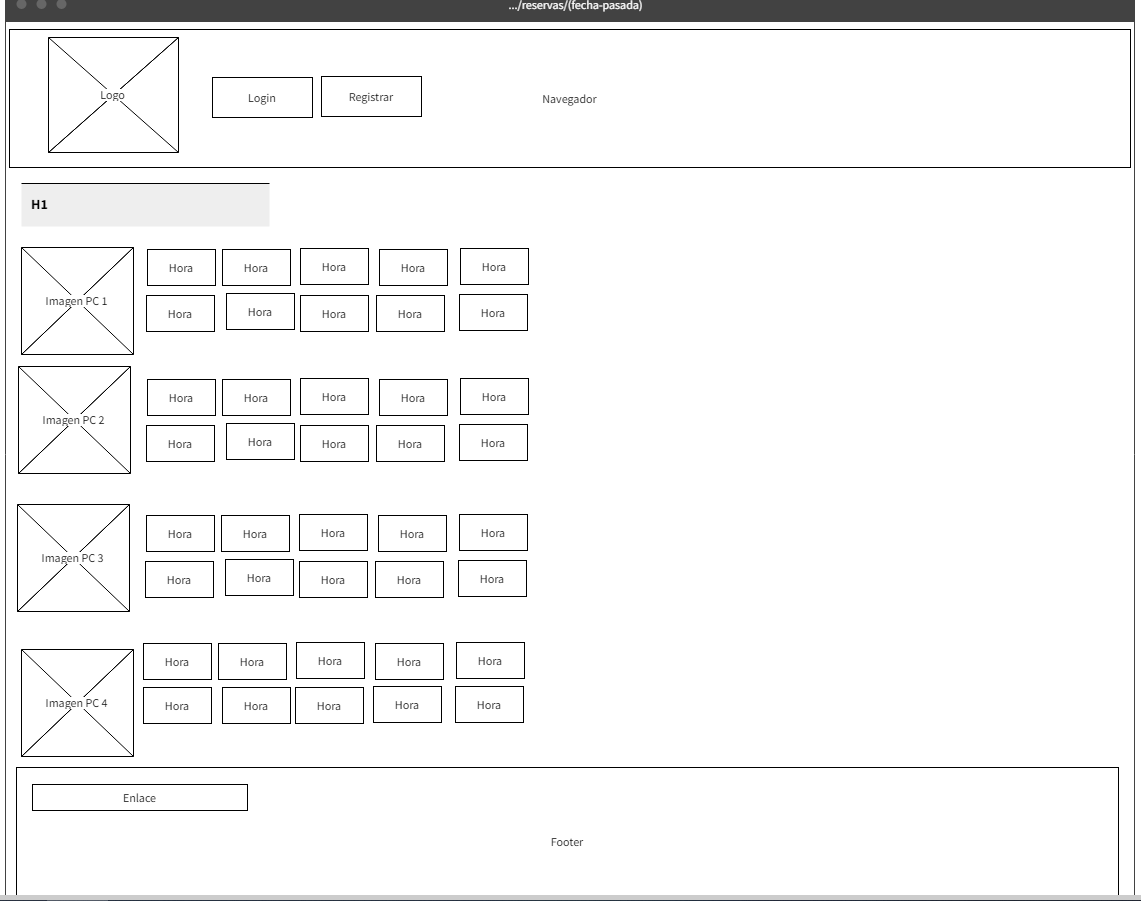 .../reservas/(fecha-pasada)
Logo
Login
Registrar
Navegador
H1
Imagen PC 1
Hora Hora Hora Hora Hora
Hora Hora Hora Hora Hora
Imagen PC 2
Hora Hora Hora Hora Hora
Hora Hora Hora Hora Hora
Imagen PC 3
Hora Hora Hora Hora Hora
Hora Hora Hora Hora Hora
Imagen PC 4
Hora Hora Hora Hora Hora
Hora Hora Hora Hora Hora
Enlace
Footer